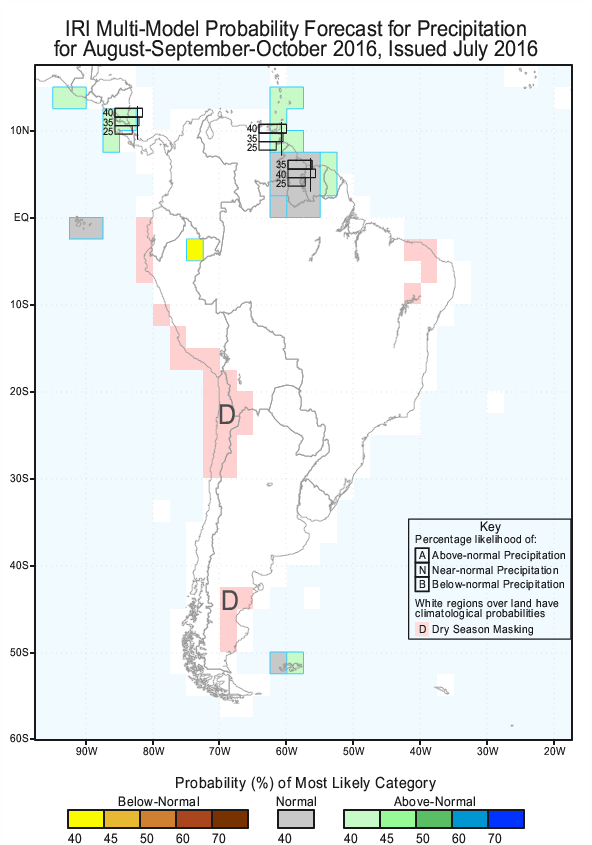 IRI Multi-Model Probability Forecast for Precipitation
for August-September-October 2016, Issued July 2016
40
35
25
40
35
25
35
40
25
10N
EQ
10S
20S
30S
40S
50S
60S
D
D
Key
Percentage likelihood of:
A Above-normal Precipitation
N Near-normal Precipitation
B Below-normal Precipitation
White regions over land have
climatological probabilities
D Dry Season Masking
90W 80W 70W 60W 50W 40W 30W 20W
Probability (%) of Most Likely Category
Below-Normal Normal Above-Normal
40 45 50 60 70 40 40 45 50 60 70